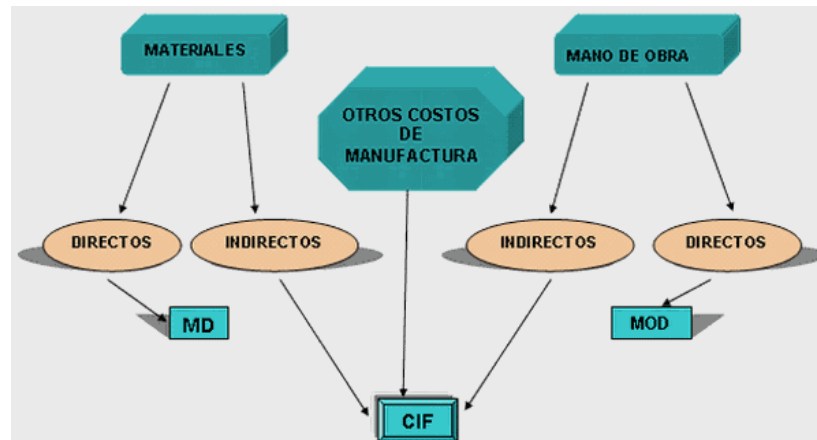 MATERIALES
MANO DE OBRA
OTROS COSTOS
DE
MANUFACTURA
DIRECTOS
INDIRECTOS
INDIRECTOS
DIRECTOS
MD
MOD
CIF